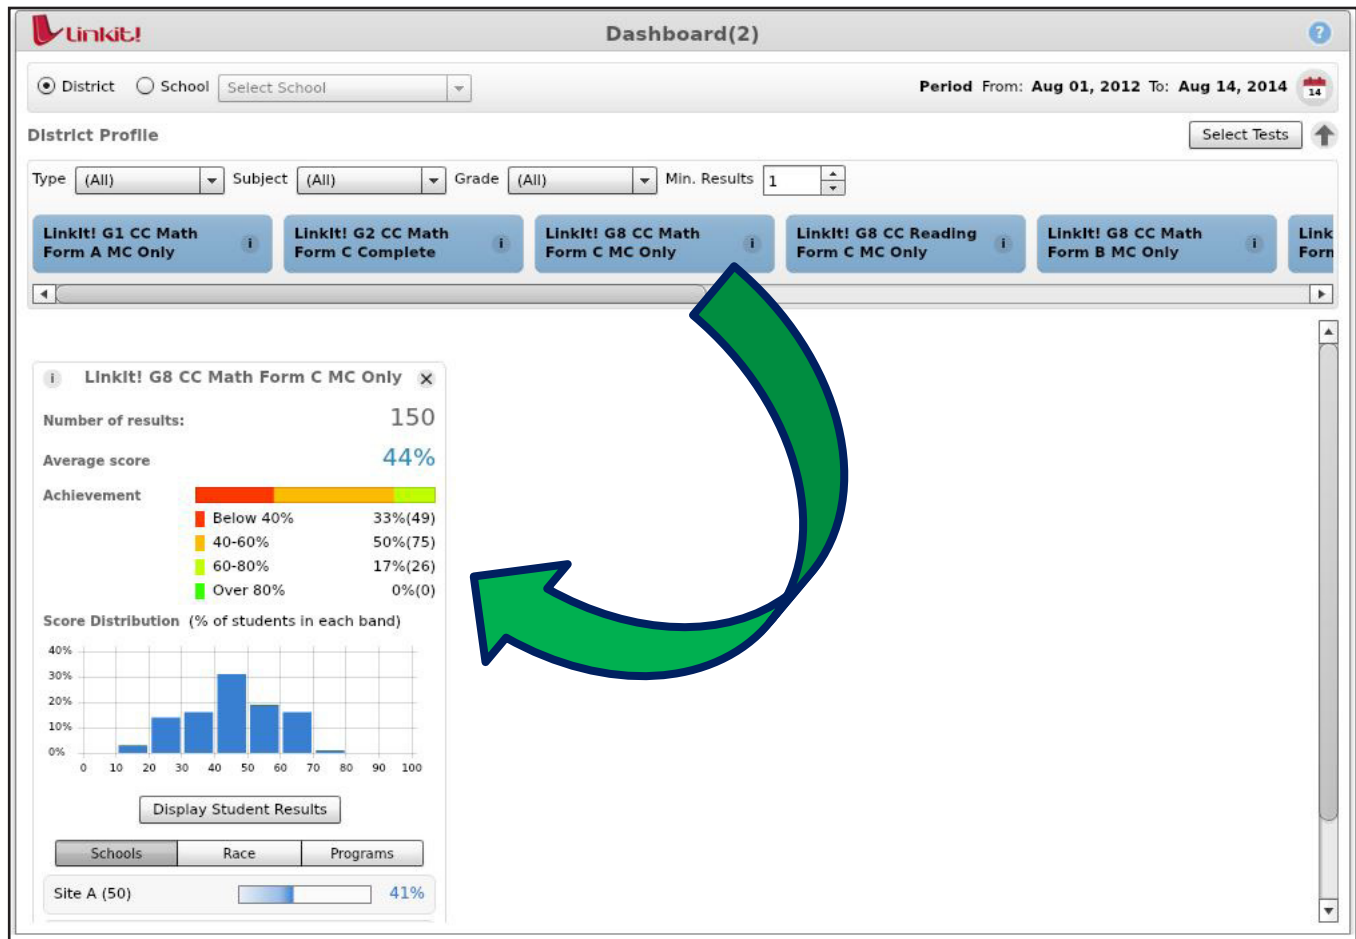 Linkit!
Dashboard(2)
?
District School Select School
Period From: Aug 01, 2012 To: Aug 14, 2014 14
District Profile
Select Tests
Type (All) Subject (All) Grade (All) Min. Results 1
LinkIt! G1 CC Math
Form A MC Only
i
LinkIt! G2 CC Math
Form C Complete
i
LinkIt! G8 CC Math
Form C MC Only
i
LinkIt! G8 CC Reading
Form C MC Only
i
LinkIt! G8 CC Math
Form B MC Only
i
Link
Form
i LinkIt! G8 CC Math Form C MC Only X
Number of results: 150
Average score 44%
Achievement
Below 40% 33%(49)
40-60% 50%(75)
60-80% 17%(26)
Over 80% 0%(0)
Score Distribution (% of students in each band)
40%
30%
20%
10%
0%
0 10 20 30 40 50 60 70 80 90 100
Display Student Results
Schools Race Programs
Site A (50) 41%